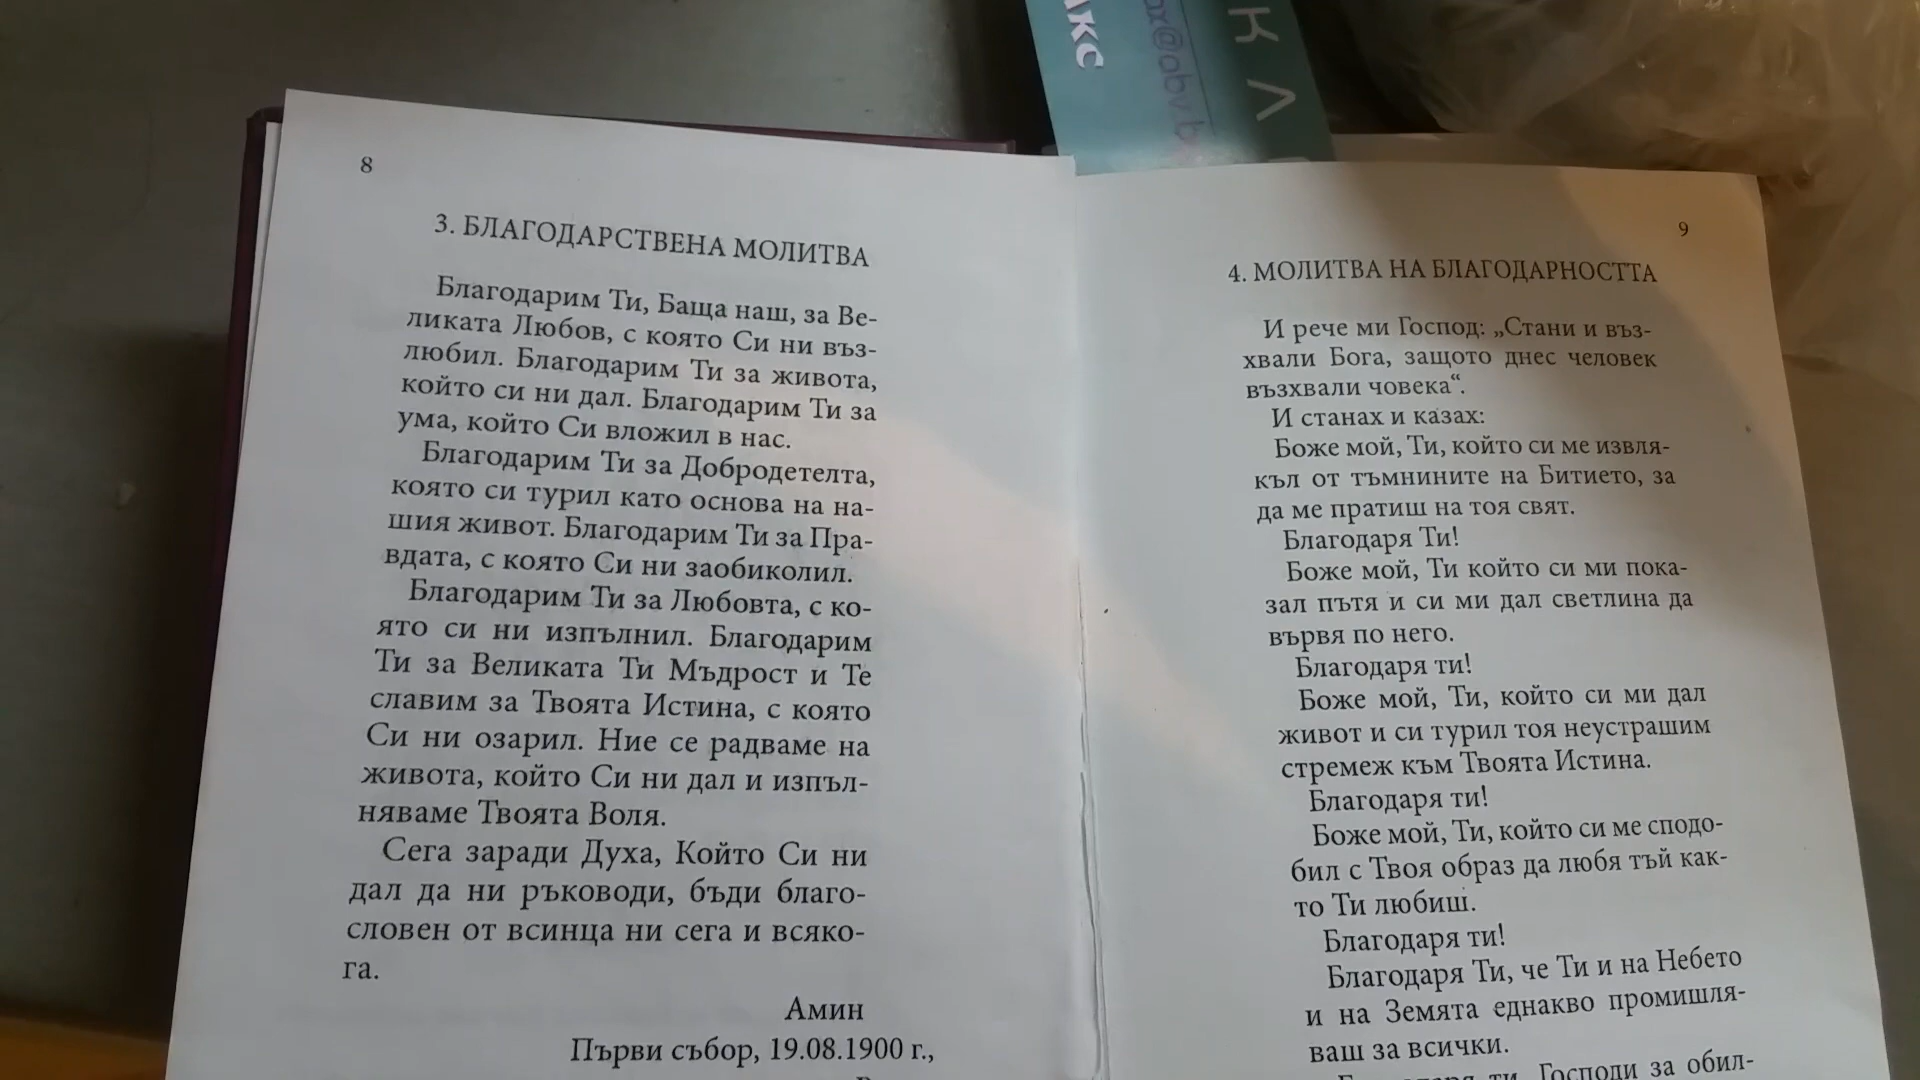 8
3. БЛАГОДАРСТВЕНА МОЛИТВА
Благодарим Ти, Баща наш, за Ве-
ликата Любов, с която Си ни въз-
любил. Благодарим Ти за живота,
който си ни дал. Благодарим Ти за
ума, който Си вложил в нас.
Благодарим Ти за Добродетелта,
която си турил като основа на на-
шия живот. Благодарим Ти за Пра-
вдата, с която Си ни заобиколил.
Благодарим Ти за Любовта, с ко-
ято си ни изпълнил. Благодарим
Ти за Великата Ти Мъдрост и Те
славим за Твоята Истина, с която
Си ни озарил. Ние се радваме на
живота, който Си ни дал и изпъл-
няваме Твоята Воля.
Сега заради Духа, Който Си ни
дал да ни ръководи, бъди благо-
словен от всинца ни сега и всяко-
га.
Амин
Първи събор, 19.08.1900 г.,
9
4. МОЛИТВА НА БЛАГОДАРНОСТТА
И рече ми Господ: „Стани и въз-
хвали Бога, защото днес человек
възхвали човека“.
И станах и казах:
Боже мой, Ти, който си ме извля-
къл от тъмнините на Битието, за
да ме пратиш на тоя свят.
Благодаря Ти!
Боже мой, Ти който си ми пока-
зал пътя и си ми дал светлина да
вървя по него.
Благодаря ти!
Боже мой, Ти, който си ми дал
живот и си турил тоя неустрашим
стремеж към Твоята Истина.
Благодаря ти!
Боже мой, Ти, който си ме сподо-
бил с Твоя образ да любя тъй как-
то Ти любиш.
Благодаря ти!
Благодаря Ти, че Ти и на Небето
и на Земята еднакво промишля-
ваш за всички.
Благодаря ти, Господи за обил-